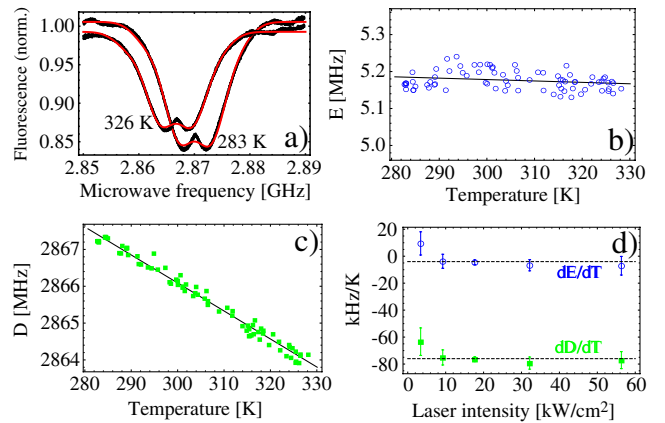 1.00
0.95
0.90
0.85
Fluorescence (norm.)
326 K
283 K
a)
2.85 2.86 2.87 2.88 2.89
Microwave frequency [GHz]
5.3
5.2
5.1
5.0
E [MHz]
b)
280 290 300 310 320 330
Temperature [K]
2867
2866
2865
2864
D [MHz]
c)
280 290 300 310 320 330
Temperature [K]
20
0
-20
-40
-60
-80
kHz/K
d)
dE/dT
dD/dT
0 10 20 30 40 50 60
Laser intensity [kW/cm²]